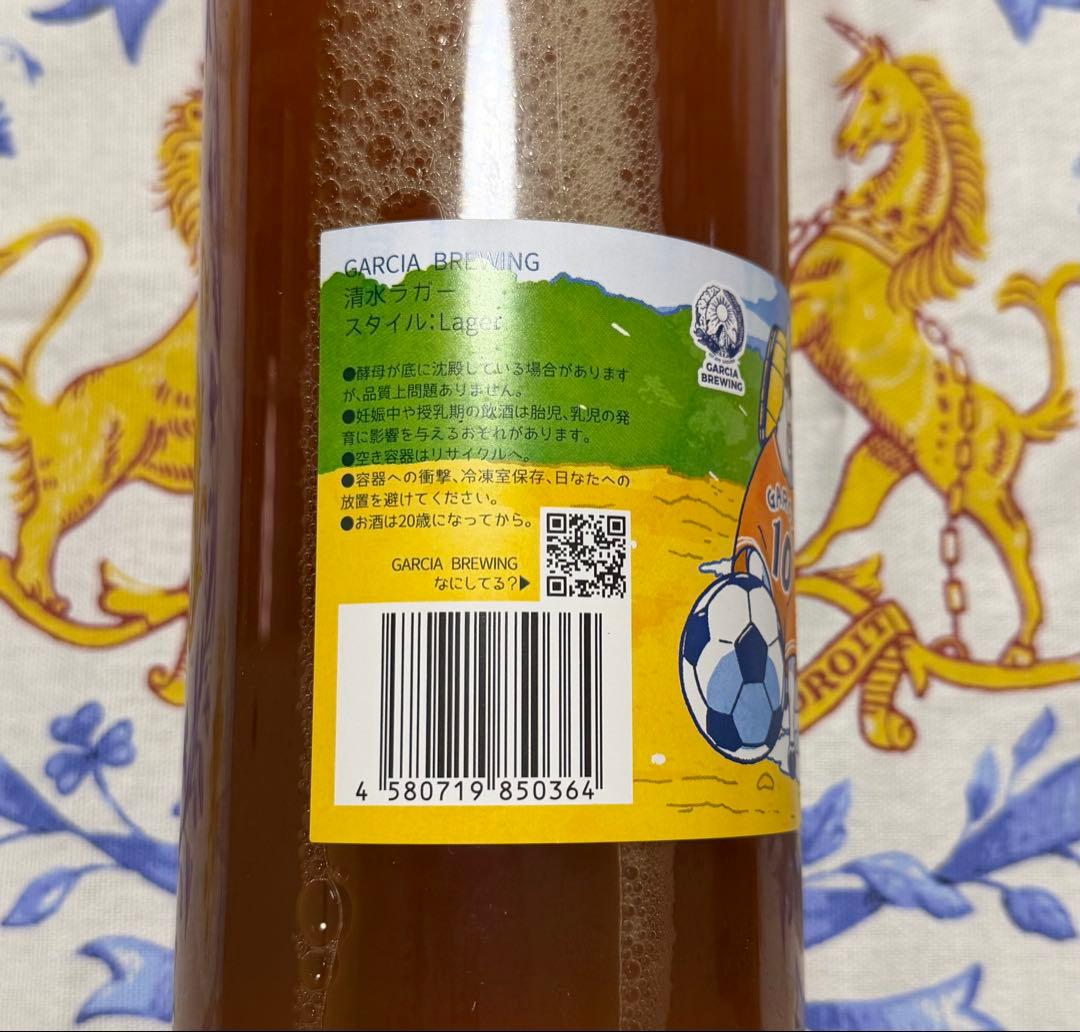 GARCIA BREWING
清水ラガー
スタイル:Lager
●酵母が底に沈殿している場合があります
が、品質上問題ありません。
●妊娠中や授乳期の飲酒は胎児、乳児の発
育に影響を与えるおそれがあります。
●空き容器はリサイクルへ。
●容器への衝撃、冷凍室保存、日なたへの
放置を避けてください。
●お酒は20歳になってから。
GARCIA BREWING
なにしてる?▶
4 580719 850364
GARCIA
BREWING
GAR
10
DROIT